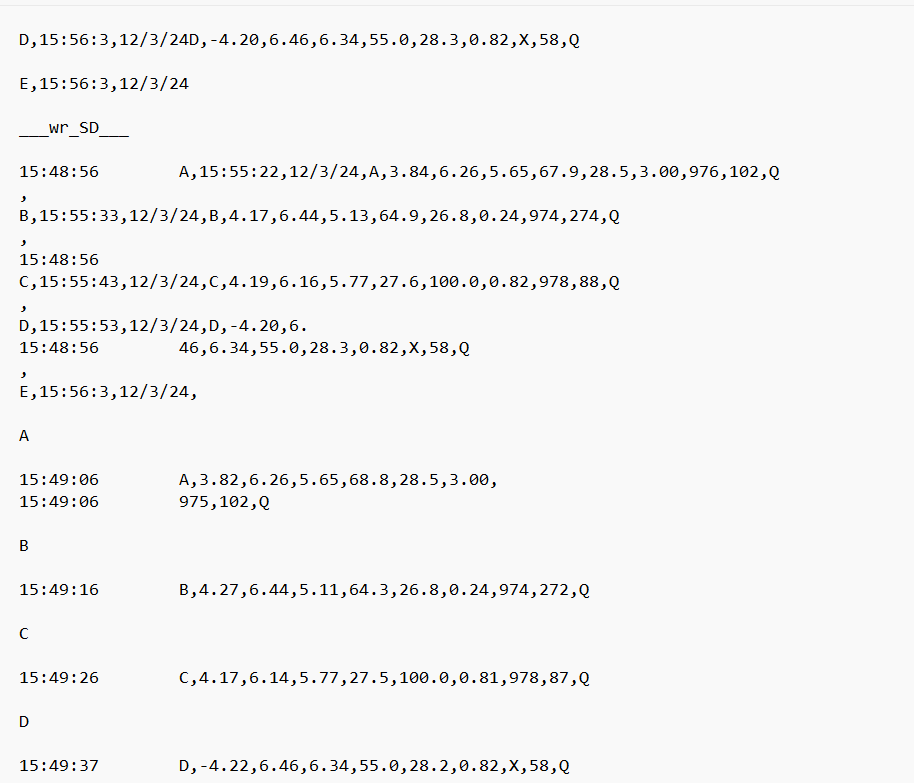 D,15:56:3,12/3/24D,-4.20,6.46,6.34,55.0,28.3,0.82,X,58,Q
E,15:56:3,12/3/24
___wr_SD___
15:48:56 A,15:55:22,12/3/24,A,3.84,6.26,5.65,67.9,28.5,3.00,976,102,Q
,
B,15:55:33,12/3/24,B,4.17,6.44,5.13,64.9,26.8,0.24,974,274,Q
,
15:48:56
C,15:55:43,12/3/24,C,4.19,6.16,5.77,27.6,100.0,0.82,978,88,Q
,
D,15:55:53,12/3/24,D,-4.20,6.
15:48:56 46,6.34,55.0,28.3,0.82,X,58,Q
,
E,15:56:3,12/3/24,
A
15:49:06 A,3.82,6.26,5.65,68.8,28.5,3.00,
15:49:06 975,102,Q
B
15:49:16 B,4.27,6.44,5.11,64.3,26.8,0.24,974,272,Q
C
15:49:26 C,4.17,6.14,5.77,27.5,100.0,0.81,978,87,Q
D
15:49:37 D,-4.22,6.46,6.34,55.0,28.2,0.82,X,58,Q